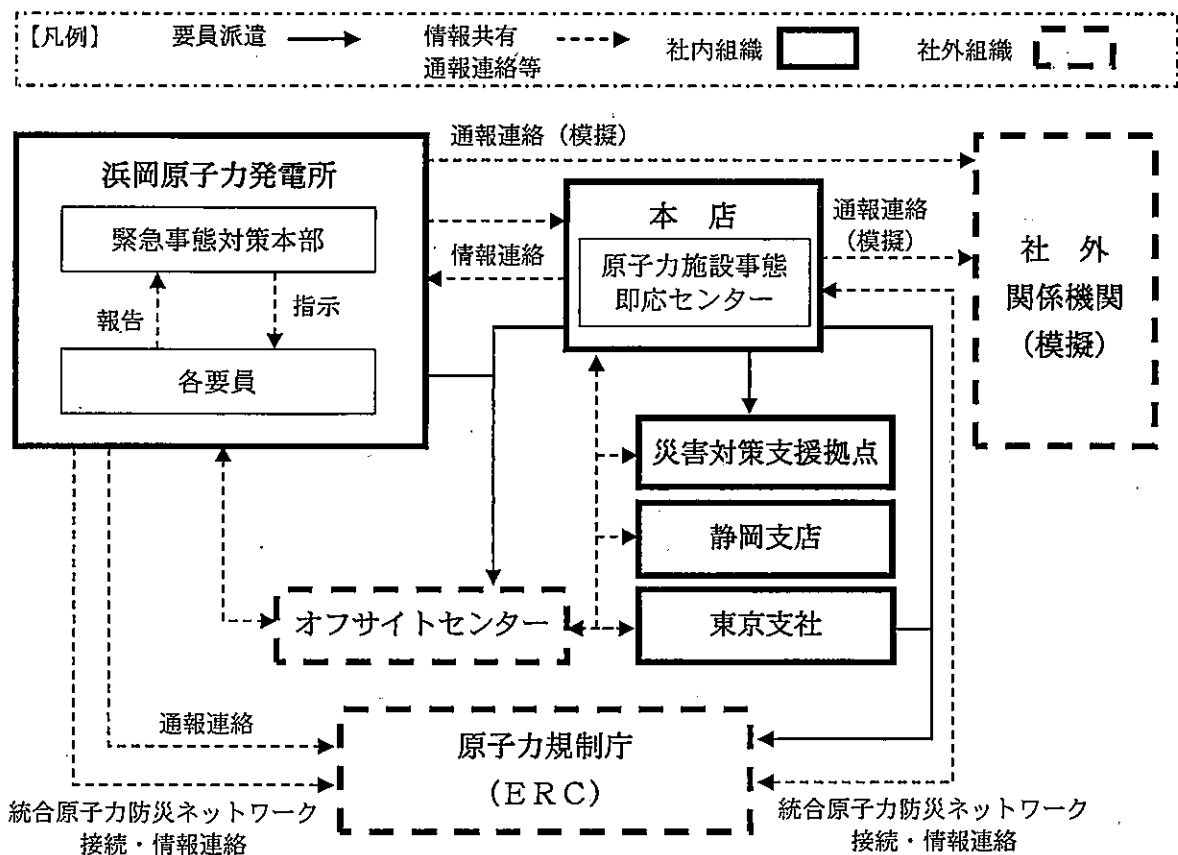 【凡例】 要員派遣 情報共有 通報連絡等 社内組織 社外組織
通報連絡(模擬)
浜岡原子力発電所
緊急事態対策本部
報告
指示
各要員
情報連絡
本 店
原子力施設事態
即応センター
通報連絡
(模擬)
社 外
関係機関
(模擬)
災害対策支援拠点
静岡支店
東京支社
オフサイトセンター
通報連絡
原子力規制庁
(ERC)
統合原子力防災ネットワーク
接続・情報連絡
統合原子力防災ネットワーク
接続・情報連絡